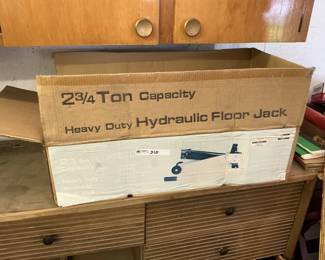 2¾ Ton Capacity
Heavy Duty Hydraulic Floor Jack